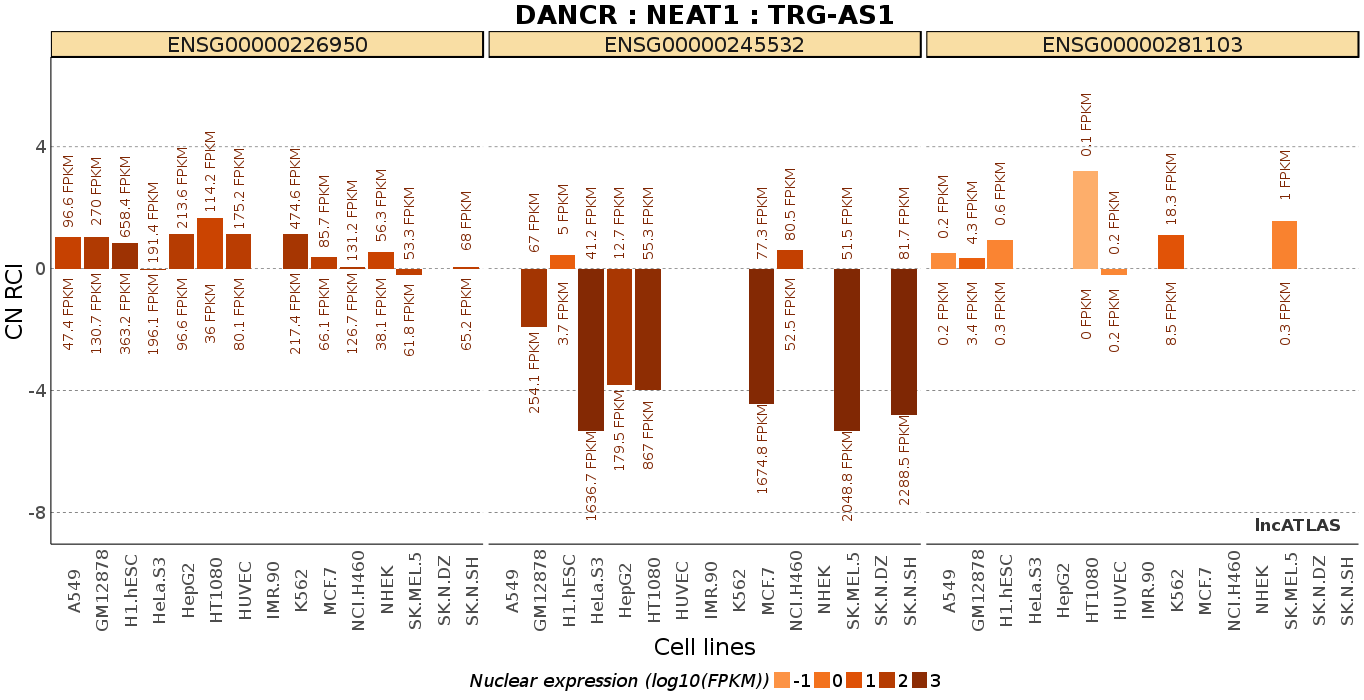 DANCR : NEAT1 : TRG-AS1
ENSG00000226950 ENSG00000245532 ENSG00000281103
CN RCI
4
0
-4
-8
96.6 FPKM
270 FPKM
658.4 FPKM
191.4 FPKM
213.6 FPKM
114.2 FPKM
175.2 FPKM
474.6 FPKM
85.7 FPKM
131.2 FPKM
56.3 FPKM
53.3 FPKM
68 FPKM
47.4 FPKM
130.7 FPKM
363.2 FPKM
196.1 FPKM
96.6 FPKM
36 FPKM
80.1 FPKM
217.4 FPKM
66.1 FPKM
126.7 FPKM
38.1 FPKM
61.8 FPKM
65.2 FPKM
67 FPKM
5 FPKM
41.2 FPKM
12.7 FPKM
55.3 FPKM
77.3 FPKM
80.5 FPKM
51.5 FPKM
81.7 FPKM
254.1 FPKM
3.7 FPKM
1636.7 FPKM
179.5 FPKM
867 FPKM
1674.8 FPKM
52.5 FPKM
2048.8 FPKM
2288.5 FPKM
0.2 FPKM
4.3 FPKM
0.6 FPKM
0.1 FPKM
0.2 FPKM
18.3 FPKM
1 FPKM
0.2 FPKM
3.4 FPKM
0.3 FPKM
0 FPKM
0.2 FPKM
8.5 FPKM
0.3 FPKM
lncATLAS
A549
GM12878
H1.hESC
HeLa.S3
HepG2
HT1080
HUVEC
IMR.90
K562
MCF.7
NCI.H460
NHEK
SK.MEL.5
SK.N.DZ
SK.N.SH
A549
GM12878
H1.hESC
HeLa.S3
HepG2
HT1080
HUVEC
IMR.90
K562
MCF.7
NCI.H460
NHEK
SK.MEL.5
SK.N.DZ
SK.N.SH
A549
GM12878
H1.hESC
HeLa.S3
HepG2
HT1080
HUVEC
IMR.90
K562
MCF.7
NCI.H460
NHEK
SK.MEL.5
SK.N.DZ
SK.N.SH
Cell lines
Nuclear expression (log10(FPKM)) -1 0 1 2 3